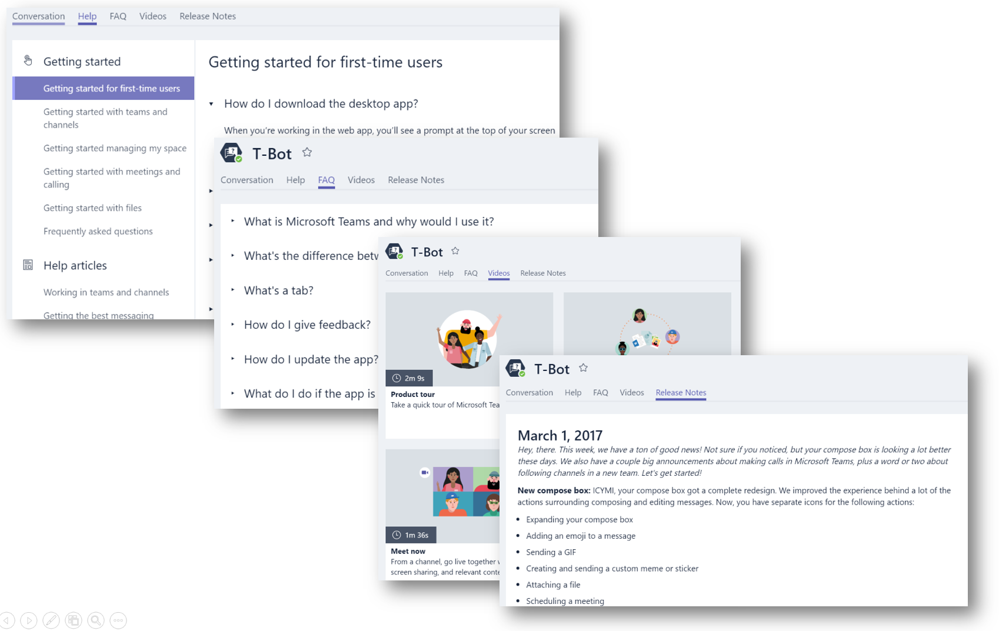 Conversation Help FAQ Videos Release Notes
Getting started
Getting started for first-time users
Getting started with teams and
channels
Getting started managing my space
Getting started with meetings and
calling
Getting started with files
Frequently asked questions
Help articles
Working in teams and channels
Getting the best messaging
Getting started for first-time users
How do I download the desktop app?
When you're working in the web app, you'll see a prompt at the top of your screen
T-Bot
Conversation Help FAQ Videos Release Notes
What is Microsoft Teams and why would I use it?
What's the difference betw
What's a tab?
How do I give feedback?
How do I update the app?
What do I do if the app is
T-Bot
Conversation Help FAQ Videos Release Notes
2m 9s
Product tour
Take a quick tour of Microsoft Tea
1m 36s
Meet now
From a channel, go live together w
screen sharing, and relevant conte
T-Bot
Conversation Help FAQ Videos Release Notes
March 1, 2017
Hey, there. This week, we have a ton of good news! Not sure if you noticed, but your compose box is looking a lot better
these days. We also have a couple big announcements about making calls in Microsoft Teams, plus a word or two about
following channels in a new team. Let's get started!
New compose box: ICYMI, your compose box got a complete redesign. We improved the experience behind a lot of the
actions surrounding composing and editing messages. Now, you have separate icons for the following actions:
• Expanding your compose box
• Adding an emoji to a message
• Sending a GIF
• Creating and sending a custom meme or sticker
• Attaching a file
• Scheduling a meeting